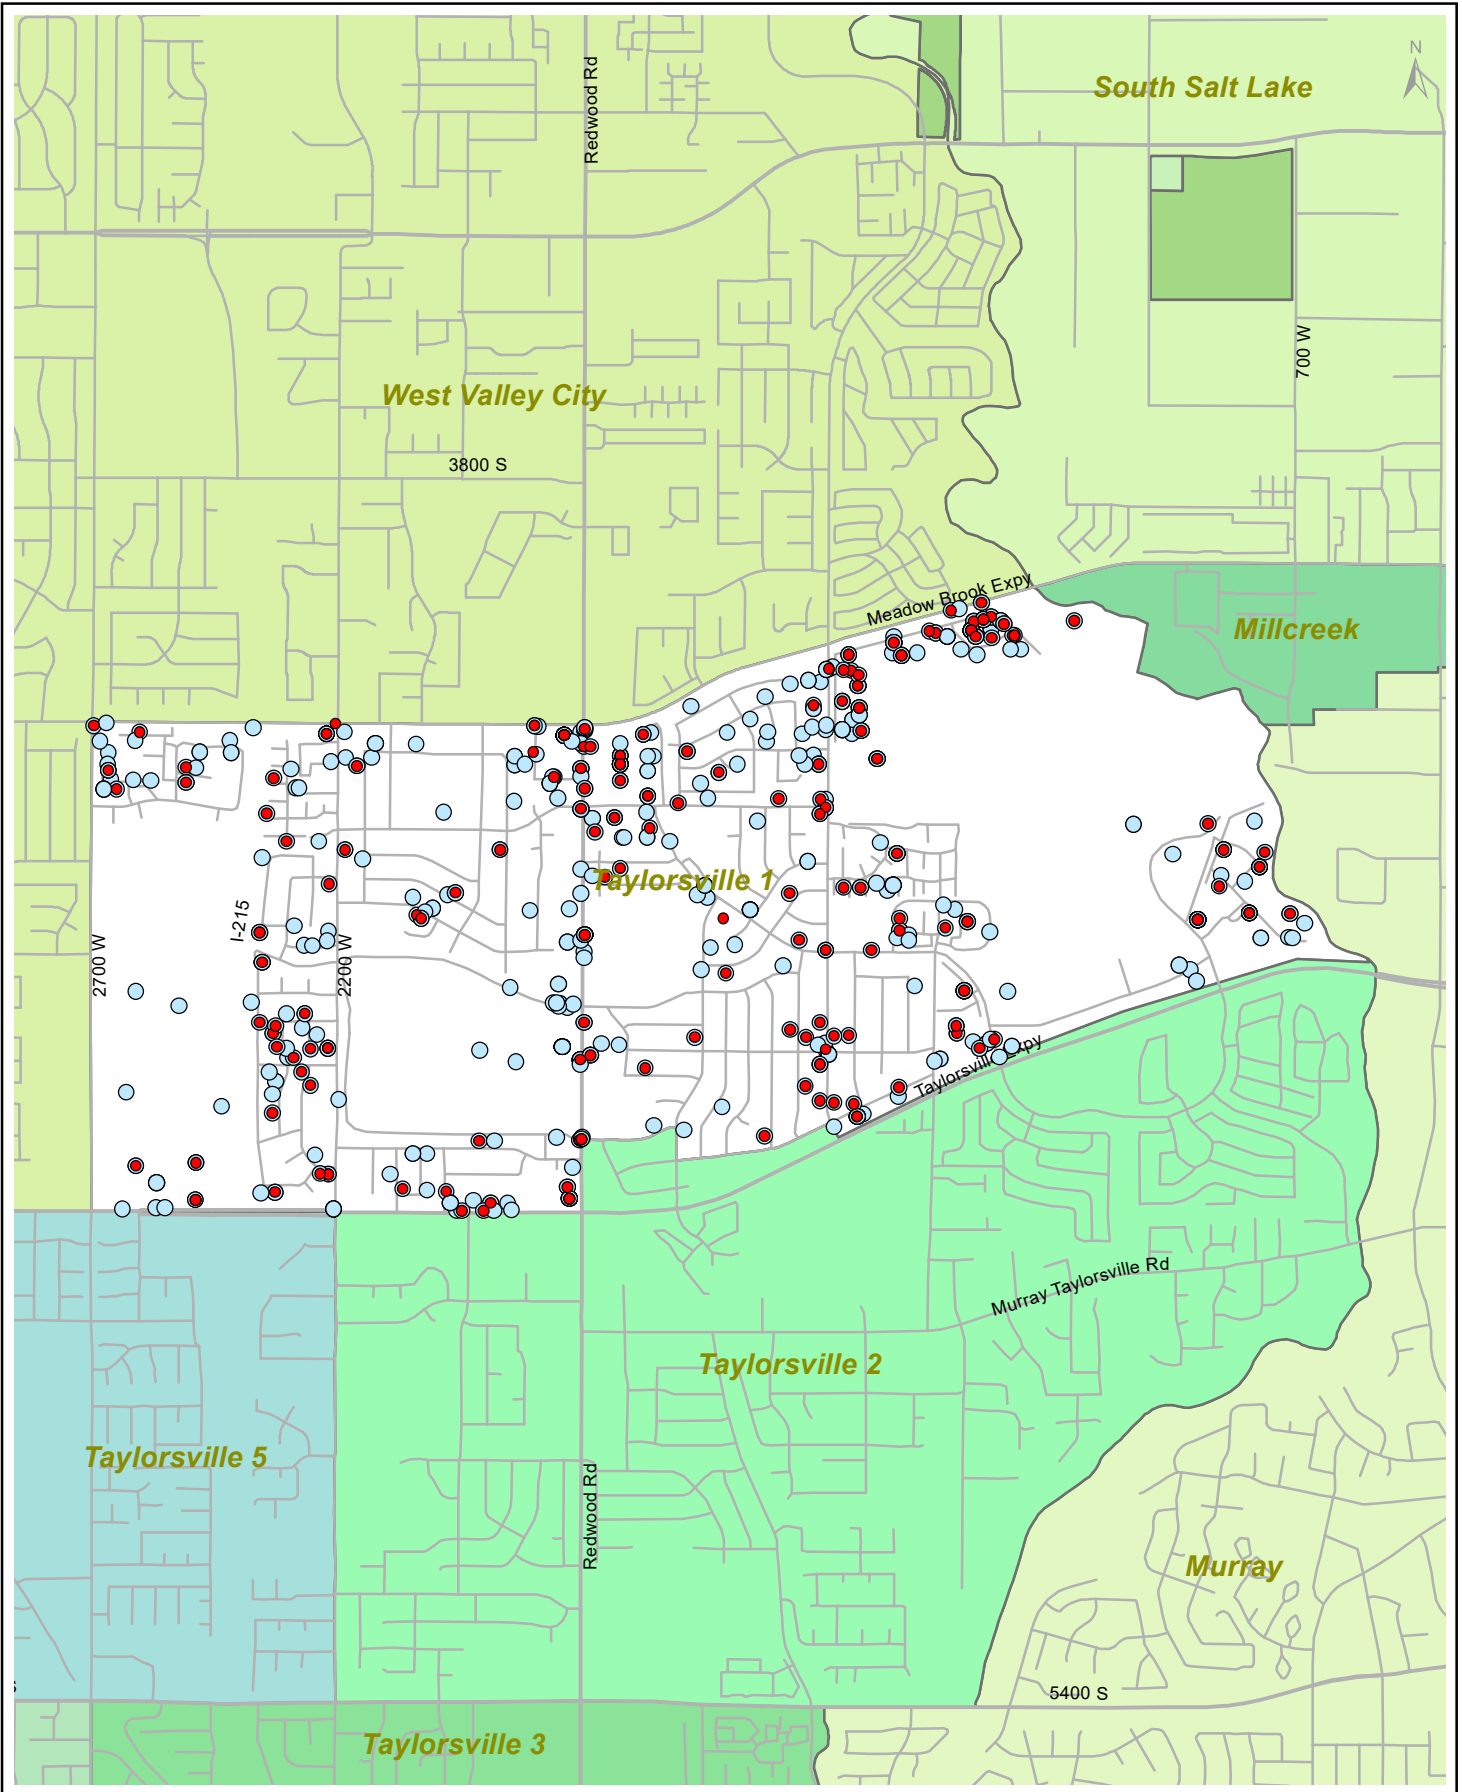 N
South Salt Lake
Redwood Rd
700 W
West Valley City
3800 S
Meadow Brook Expy
Millcreek
Taylorsville 1
I-215
2700 W
2200 W
Taylorsville Expy
Murray Taylorsville Rd
Taylorsville 2
Taylorsville 5
Redwood Rd
Murray
5400 S
Taylorsville 3